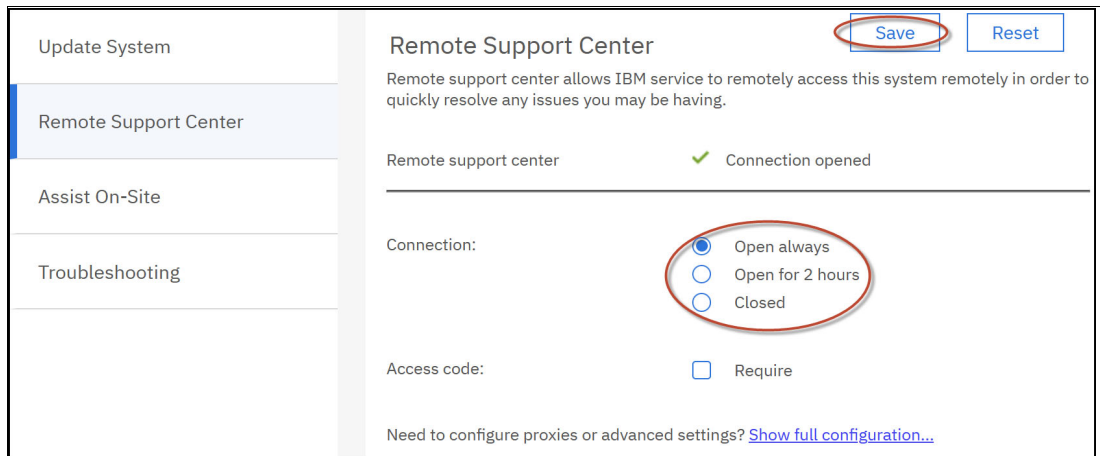 Update System
Remote Support Center
Assist On-Site
Troubleshooting
Remote Support Center
Save
Reset
Remote support center allows IBM service to remotely access this system remotely in order to
quickly resolve any issues you may be having.
Remote support center
Connection opened
Connection:
Open always
Open for 2 hours
Closed
Access code:
Require
Need to configure proxies or advanced settings? Show full configuration...